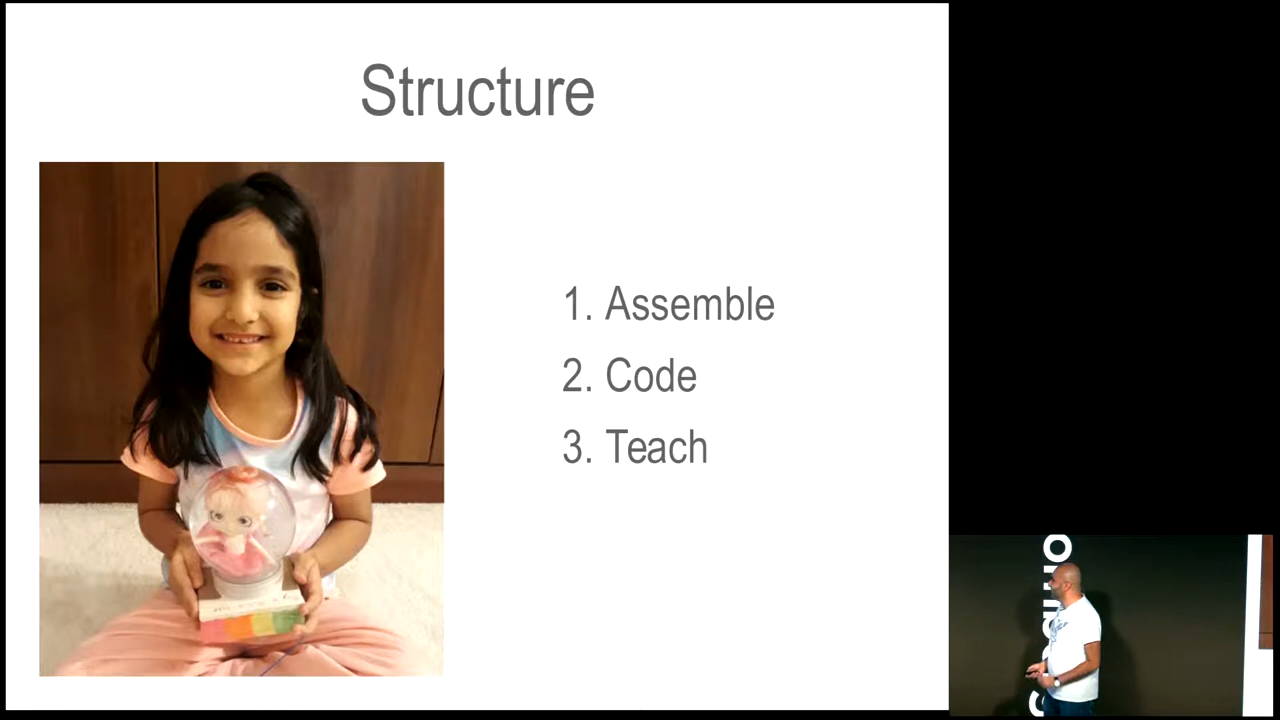 Structure
1. Assemble
2. Code
3. Teach